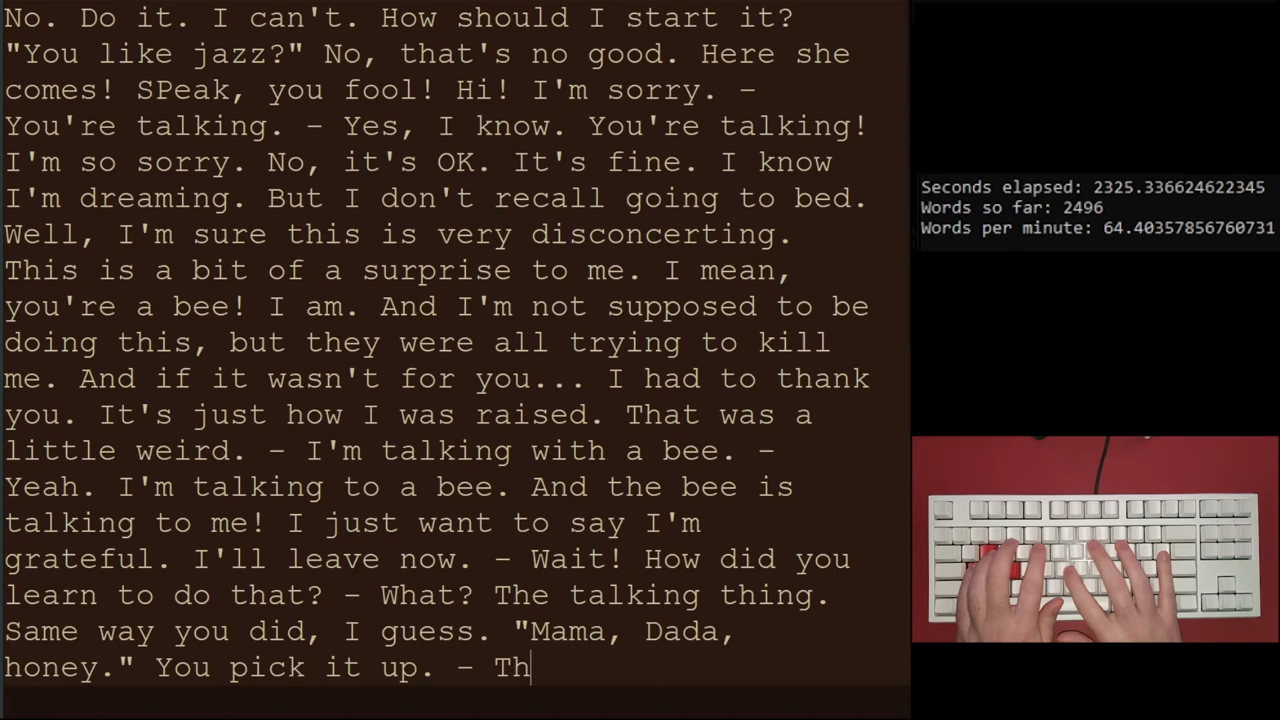 No. Do it. I can't. How should I start it?
"You like jazz?" No, that's no good. Here she
comes! SPeak, you fool! Hi! I'm sorry. -
You're talking. - Yes, I know. You're talking!
I'm so sorry. No, it's OK. It's fine. I know
I'm dreaming. But I don't recall going to bed.
Well, I'm sure this is very disconcerting.
This is a bit of a surprise to me. I mean,
you're a bee! I am. And I'm not supposed to be
doing this, but they were all trying to kill
me. And if it wasn't for you... I had to thank
you. It's just how I was raised. That was a
little weird. - I'm talking with a bee. -
Yeah. I'm talking to a bee. And the bee is
talking to me! I just want to say I'm
grateful. I'll leave now. - Wait! How did you
learn to do that? - What? The talking thing.
Same way you did, I guess. "Mama, Dada,
honey." You pick it up. - Th
Seconds elapsed: 2325.336624622345
Words so far: 2496
Words per minute: 64.40357856760731